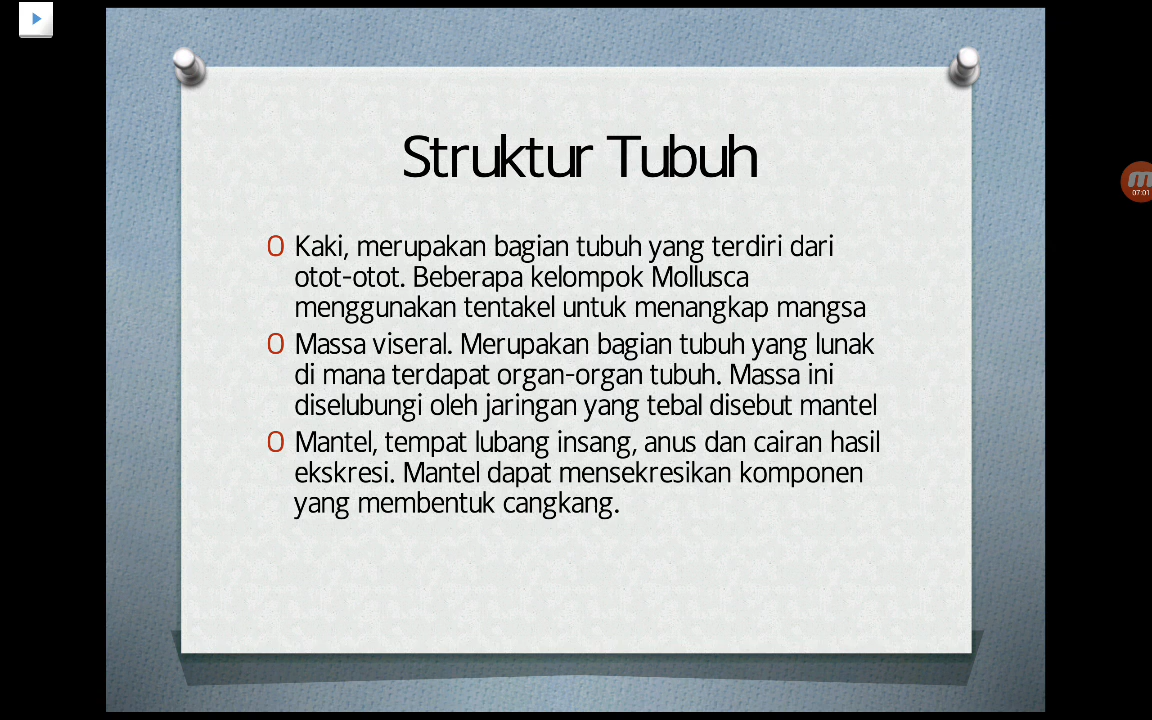 Struktur Tubuh
O Kaki, merupakan bagian tubuh yang terdiri dari
otot-otot. Beberapa kelompok Mollusca
menggunakan tentakel untuk menangkap mangsa
O Massa viseral. Merupakan bagian tubuh yang lunak
di mana terdapat organ-organ tubuh. Massa ini
diselubungi oleh jaringan yang tebal disebut mantel
O Mantel, tempat lubang insang, anus dan cairan hasil
ekskresi. Mantel dapat mensekresikan komponen
yang membentuk cangkang.
07:01